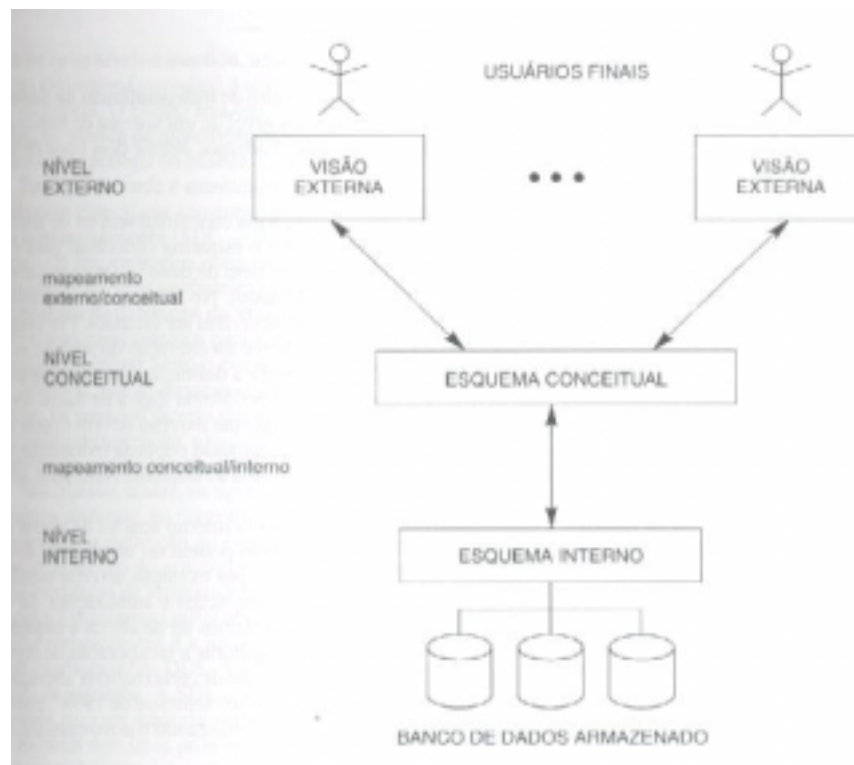 USUÁRIOS FINAIS
NÍVEL
EXTERNO
VISÃO
EXTERNA
VISÃO
EXTERNA
mapeamento
externo/conceitual
NÍVEL
CONCEITUAL
ESQUEMA CONCEITUAL
mapeamento conceitual/interno
NÍVEL
INTERNO
ESQUEMA INTERNO
BANCO DE DADOS ARMAZENADO